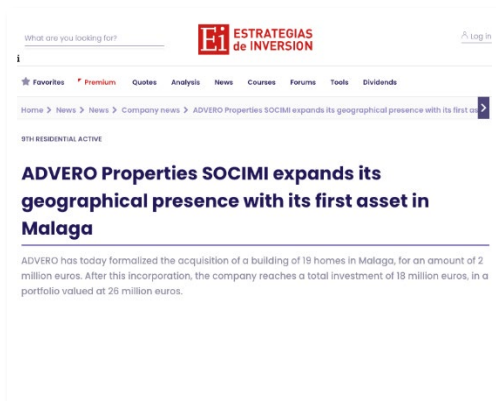 What are you looking for?
Ei ESTRATEGIAS
de INVERSION
Log in
i
Favorites Premium Quotes Analysis News Courses Forums Tools Dividends
Home > News > News > Company news > ADVERO Properties SOCIMI expands its geographical presence with its first as
9TH RESIDENTIAL ACTIVE
ADVERO Properties SOCIMI expands its
geographical presence with its first asset in
Malaga
ADVERO has today formalized the acquisition of a building of 19 homes in Malaga, for an amount of 2
million euros. After this incorporation, the company reaches a total investment of 18 million euros, in a
portfolio valued at 26 million euros.